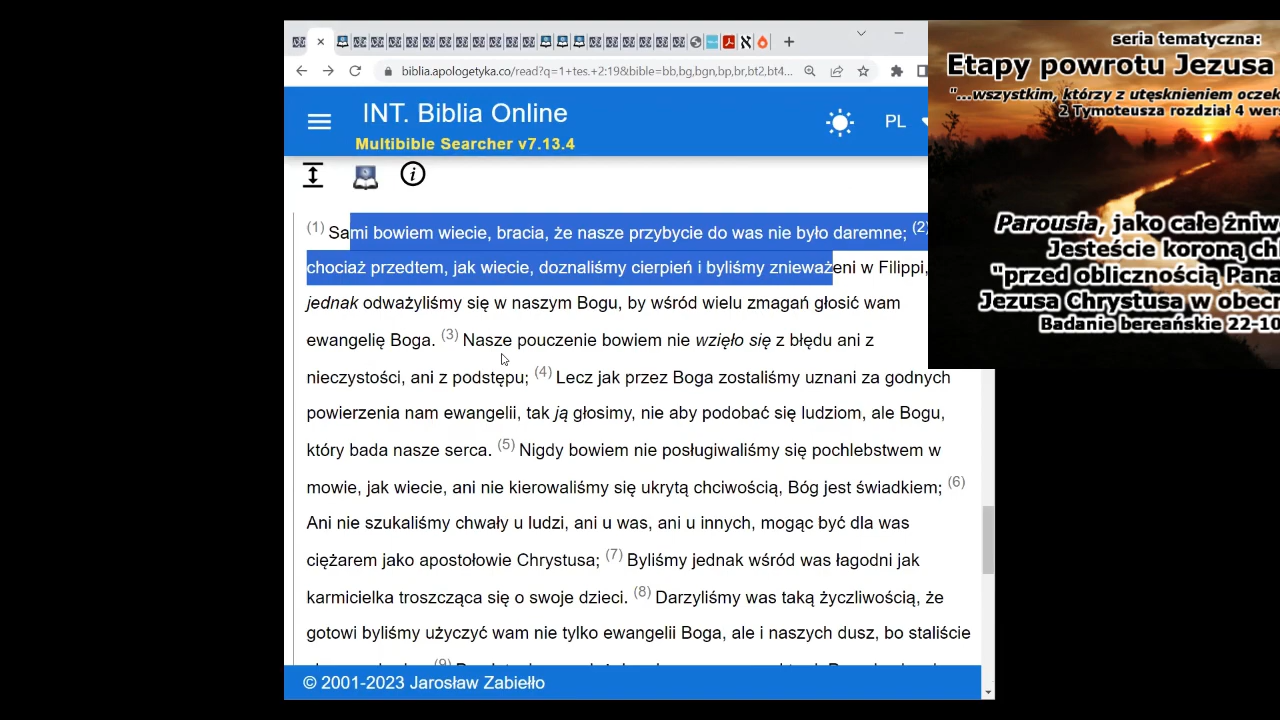 biblia.apologetyka.co/read?q=1+tes.+2:19&bible=bb,bg,bgn,bp,br,bt2,bt4...
INT. Biblia Online
Multibible Searcher v7.13.4
PL
(1) Sami bowiem wiecie, bracia, że nasze przybycie do was nie było daremne; (2)
chociaż przedtem, jak wiecie, doznaliśmy cierpień i byliśmy znieważeni w Filippi,
jednak odważyliśmy się w naszym Bogu, by wśród wielu zmagań głosić wam
ewangelię Boga. (3) Nasze pouczenie bowiem nie wzięło się z błędu ani z
nieczystości, ani z podstępu; (4) Lecz jak przez Boga zostaliśmy uznani za godnych
powierzenia nam ewangelii, tak ją głosimy, nie aby podobać się ludziom, ale Bogu,
który bada nasze serca. (5) Nigdy bowiem nie posługiwaliśmy się pochlebstwem w
mowie, jak wiecie, ani nie kierowaliśmy się ukrytą chciwością, Bóg jest świadkiem; (6)
Ani nie szukaliśmy chwały u ludzi, ani u was, ani u innych, mogąc być dla was
ciężarem jako apostołowie Chrystusa; (7) Byliśmy jednak wśród was łagodni jak
karmicielka troszcząca się o swoje dzieci. (8) Darzyliśmy was taką życzliwością, że
gotowi byliśmy użyczyć wam nie tylko ewangelii Boga, ale i naszych dusz, bo staliście
(9)
© 2001-2023 Jarosław Zabiełło
seria tematyczna:
Etapy powrotu Jezusa
"...wszystkim, którzy z utęsknieniem oczek
2 Tymoteusza rozdział 4 wers
Parousia, jako całe żniw
Jesteście koroną ch
"przed oblicznością Pana
Jezusa Chrystusa w obecn
Badanie bereańskie 22-10